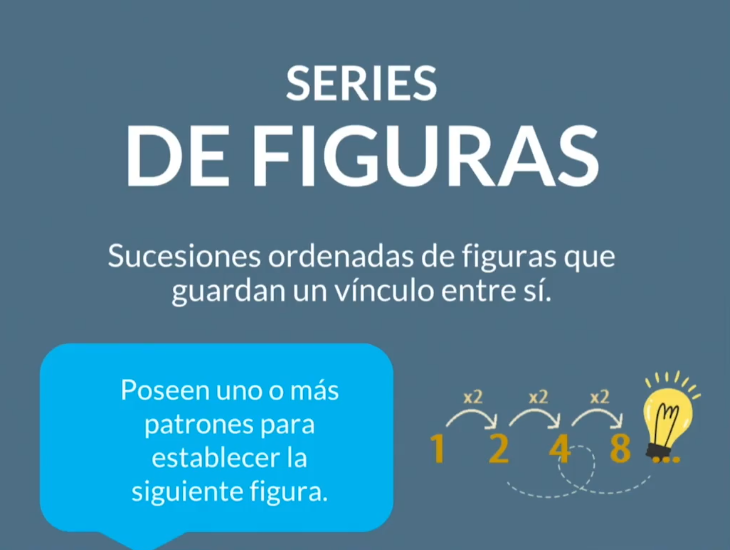 SERIES
DE FIGURAS
Sucesiones ordenadas de figuras que
guardan un vínculo entre sí.
Poseen uno o más
patrones para
establecer la
siguiente figura.
x2 x2 x2
1 2 4 8 ...